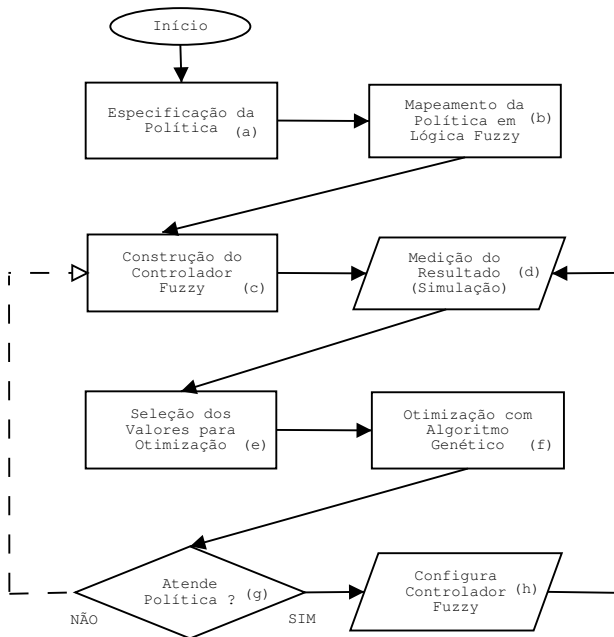 Início
Especificação da
Política (a)
Mapeamento da
Política em (b)
Lógica Fuzzy
Construção do
Controlador
Fuzzy (c)
Medição do
Resultado (d)
(Simulação)
Seleção dos
Valores para
Otimização (e)
Otimização com
Algoritmo
Genético (f)
Atende
Política ? (g)
NÃO
SIM
Configura
Controlador (h)
Fuzzy